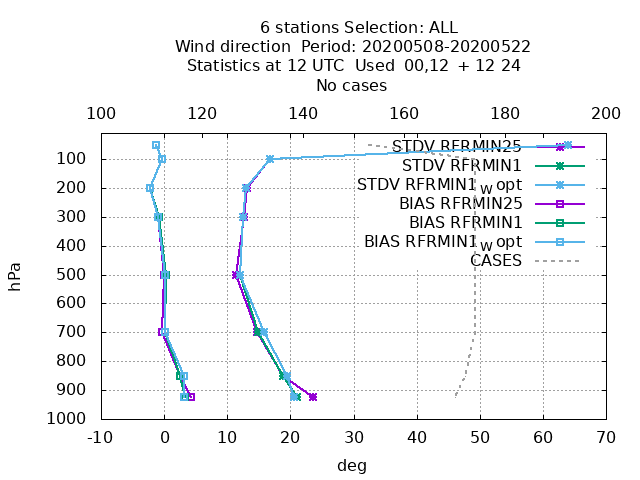 6 stations Selection: ALL
Wind direction  Period: 20200508-20200522
Statistics at 12 UTC  Used  00,12  + 12 24
No cases
100 120 140 160 180 200
STDV RFRMIN25
STDV RFRMIN1
STDV RFRMIN1_w opt
BIAS RFRMIN25
BIAS RFRMIN1
BIAS RFRMIN1_w opt
CASES
100
200
300
400
500
600
700
800
900
1000
hPa
-10 0 10 20 30 40 50 60 70
deg